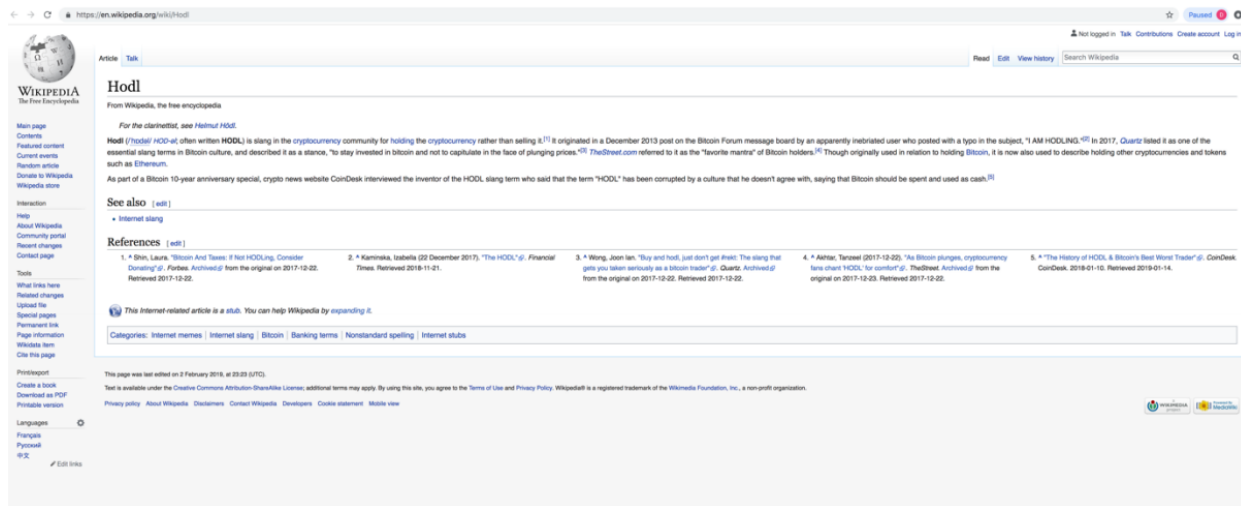 https://en.wikipedia.org/wiki/Hodl
Paused
Not logged in Talk Contributions Create account Log in
Article Talk
Read Edit View history Search Wikipedia
WIKIPEDIA
The Free Encyclopedia
Main page
Contents
Featured content
Current events
Random article
Donate to Wikipedia
Wikipedia store
Interaction
Help
About Wikipedia
Community portal
Recent changes
Contact page
Tools
What links here
Related changes
Upload file
Special pages
Permanent link
Page information
Wikidata item
Cite this page
Print/export
Create a book
Download as PDF
Printable version
Languages
Français
Русский
中文
Edit links
Hodl
From Wikipedia, the free encyclopedia
For the clarinettist, see Helmut Hödl.
Hodl (/ˈhɒdəl/ HOD-əl; often written HODL) is slang in the cryptocurrency community for holding the cryptocurrency rather than selling it.[1] It originated in a December 2013 post on the Bitcoin Forum message board by an apparently inebriated user who posted with a typo in the subject, "I AM HODLING."[2] In 2017, Quartz listed it as one of the
essential slang terms in Bitcoin culture, and described it as a stance, "to stay invested in bitcoin and not to capitulate in the face of plunging prices."[3] TheStreet.com referred to it as the "favorite mantra" of Bitcoin holders.[4] Though originally used in relation to holding Bitcoin, it is now also used to describe holding other cryptocurrencies and tokens
such as Ethereum.
As part of a Bitcoin 10-year anniversary special, crypto news website CoinDesk interviewed the inventor of the HODL slang term who said that the term "HODL" has been corrupted by a culture that he doesn't agree with, saying that Bitcoin should be spent and used as cash.[5]
See also [edit]
Internet slang
References [edit]
1. ^ Shin, Laura. "Bitcoin And Taxes: If Not HODLing, Consider
Donating". Forbes. Archived from the original on 2017-12-22.
Retrieved 2017-12-22.
2. ^ Kaminska, Izabella (22 December 2017). "The HODL". Financial
Times. Retrieved 2018-11-21.
3. ^ Wong, Joon Ian. "Buy and hodl, just don't get #rekt: The slang that
gets you taken seriously as a bitcoin trader". Quartz. Archived
from the original on 2017-12-22. Retrieved 2017-12-22.
4. ^ Akhtar, Tanzeel (2017-12-22). "As Bitcoin plunges, cryptocurrency
fans chant 'HODL' for comfort". TheStreet. Archived from the
original on 2017-12-23. Retrieved 2017-12-22.
5. ^ "The History of HODL & Bitcoin's Best Worst Trader". CoinDesk.
CoinDesk. 2018-01-10. Retrieved 2019-01-14.
This Internet-related article is a stub. You can help Wikipedia by expanding it.
Categories: Internet memes | Internet slang | Bitcoin | Banking terms | Nonstandard spelling | Internet stubs
This page was last edited on 2 February 2019, at 23:23 (UTC).
Text is available under the Creative Commons Attribution-ShareAlike License; additional terms may apply. By using this site, you agree to the Terms of Use and Privacy Policy. Wikipedia® is a registered trademark of the Wikimedia Foundation, Inc., a non-profit organization.
Privacy policy About Wikipedia Disclaimers Contact Wikipedia Developers Cookie statement Mobile view
WIKIMEDIA
project
MediaWiki